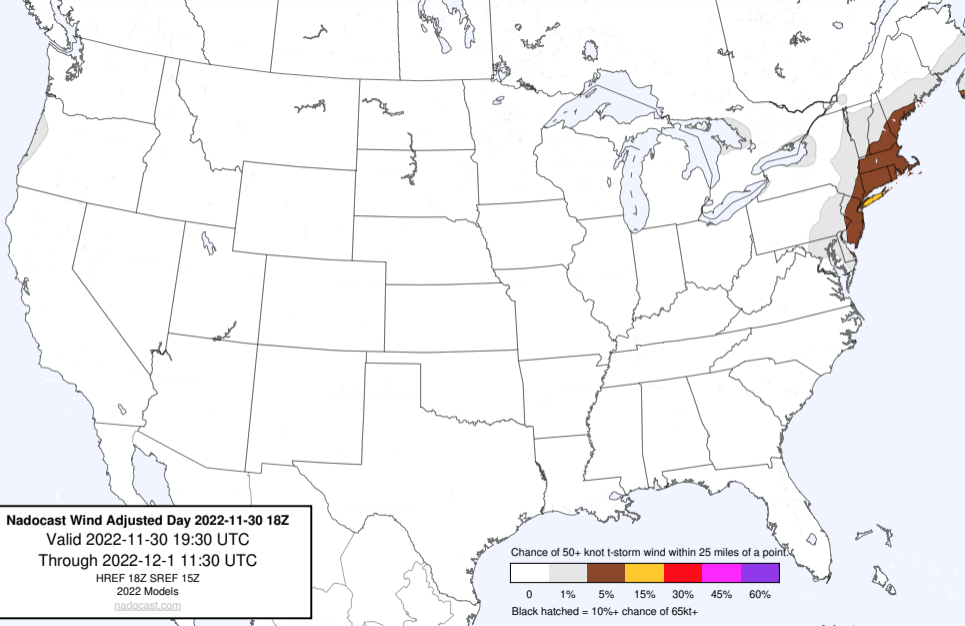 Nadocast Wind Adjusted Day 2022-11-30 18Z
Valid 2022-11-30 19:30 UTC
Through 2022-12-1 11:30 UTC
HREF 18Z SREF 15Z
2022 Models
nadocast.com
Chance of 50+ knot t-storm wind within 25 miles of a point.
0 1% 5% 15% 30% 45% 60%
Black hatched = 10%+ chance of 65kt+